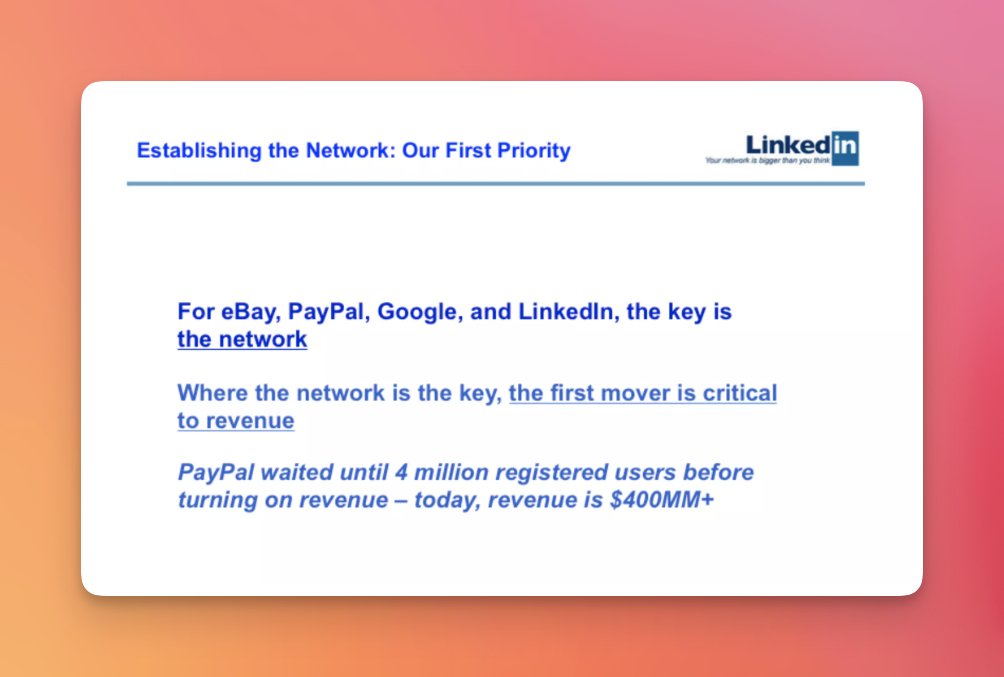 Establishing the Network: Our First Priority
Linkedin
Your network is bigger than you think
For eBay, PayPal, Google, and LinkedIn, the key is
the network
Where the network is the key, the first mover is critical
to revenue
PayPal waited until 4 million registered users before
turning on revenue – today, revenue is $400MM+